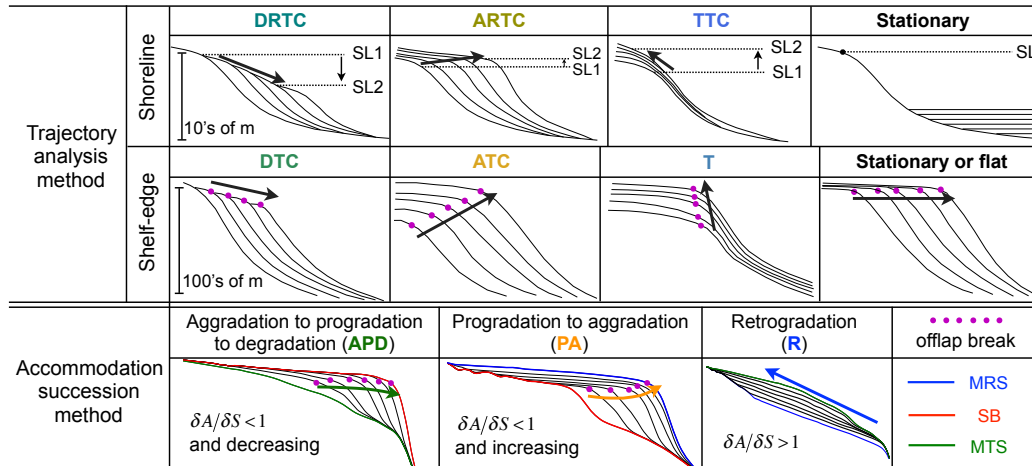 DRTC
ARTC
TTC
Stationary
Trajectory
analysis
method
Shoreline
SL1
SL2
10's of m
SL2
SL1
SL2
SL1
SL
DTC
ATC
T
Stationary or flat
Shelf-edge
100's of m
Accommodation
succession
method
Aggradation to progradation
to degradation (APD)
Progradation to aggradation
(PA)
Retrogradation
(R)
offlap break
δA/δS < 1
and decreasing
δA/δS < 1
and increasing
δA/δS > 1
MRS
SB
MTS